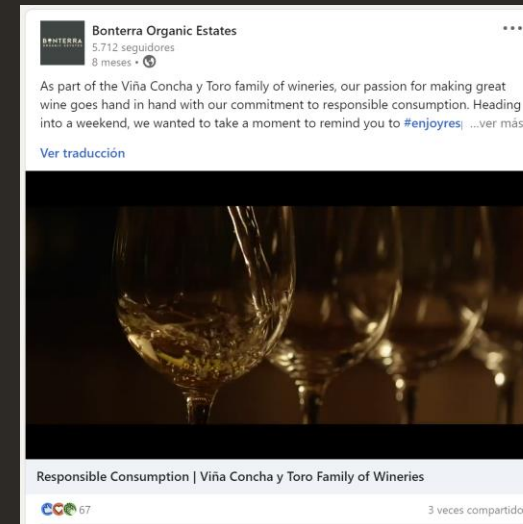 BONTERRA
ORGANIC ESTATES
Bonterra Organic Estates
5.712 seguidores
8 meses •
As part of the Viña Concha y Toro family of wineries, our passion for making great
wine goes hand in hand with our commitment to responsible consumption. Heading
into a weekend, we wanted to take a moment to remind you to #enjoyres ...ver más
Ver traducción
Responsible Consumption | Viña Concha y Toro Family of Wineries
67
3 veces compartido